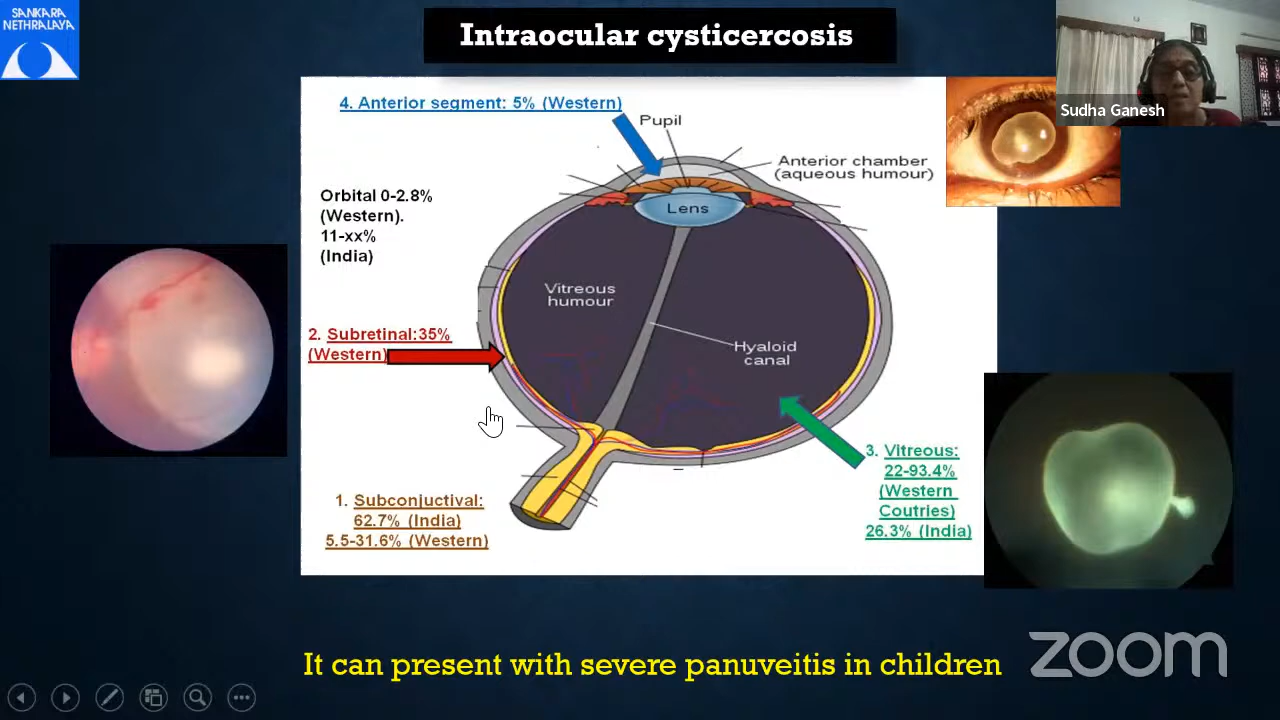 SANKARA
NETHRALAYA
Intraocular cysticercosis
Sudha Ganesh
4. Anterior segment: 5% (Western)
Pupil
Anterior chamber
(aqueous humour)
Orbital 0-2.8%
(Western).
11-xx%
(India)
Lens
Vitreous
humour
2. Subretinal:35%
(Western)
Hyaloid
canal
3. Vitreous:
22-93.4%
(Western
Coutries)
26.3% (India)
1. Subconjuctival:
62.7% (India)
5.5-31.6% (Western)
It can present with severe panuveitis in children
zoom